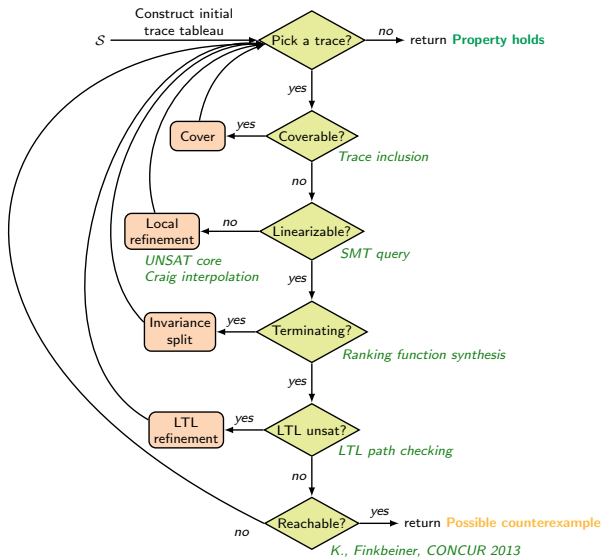 Construct initial
trace tableau
S
Pick a trace?
no
return Property holds
yes
Cover
yes
Coverable?
Trace inclusion
no
Local
refinement
no
Linearizable?
UNSAT core
Craig interpolation
SMT query
yes
Invariance
split
yes
Terminating?
Ranking function synthesis
yes
LTL
refinement
yes
LTL unsat?
LTL path checking
no
Reachable?
yes
return Possible counterexample
no
K., Finkbeiner, CONCUR 2013